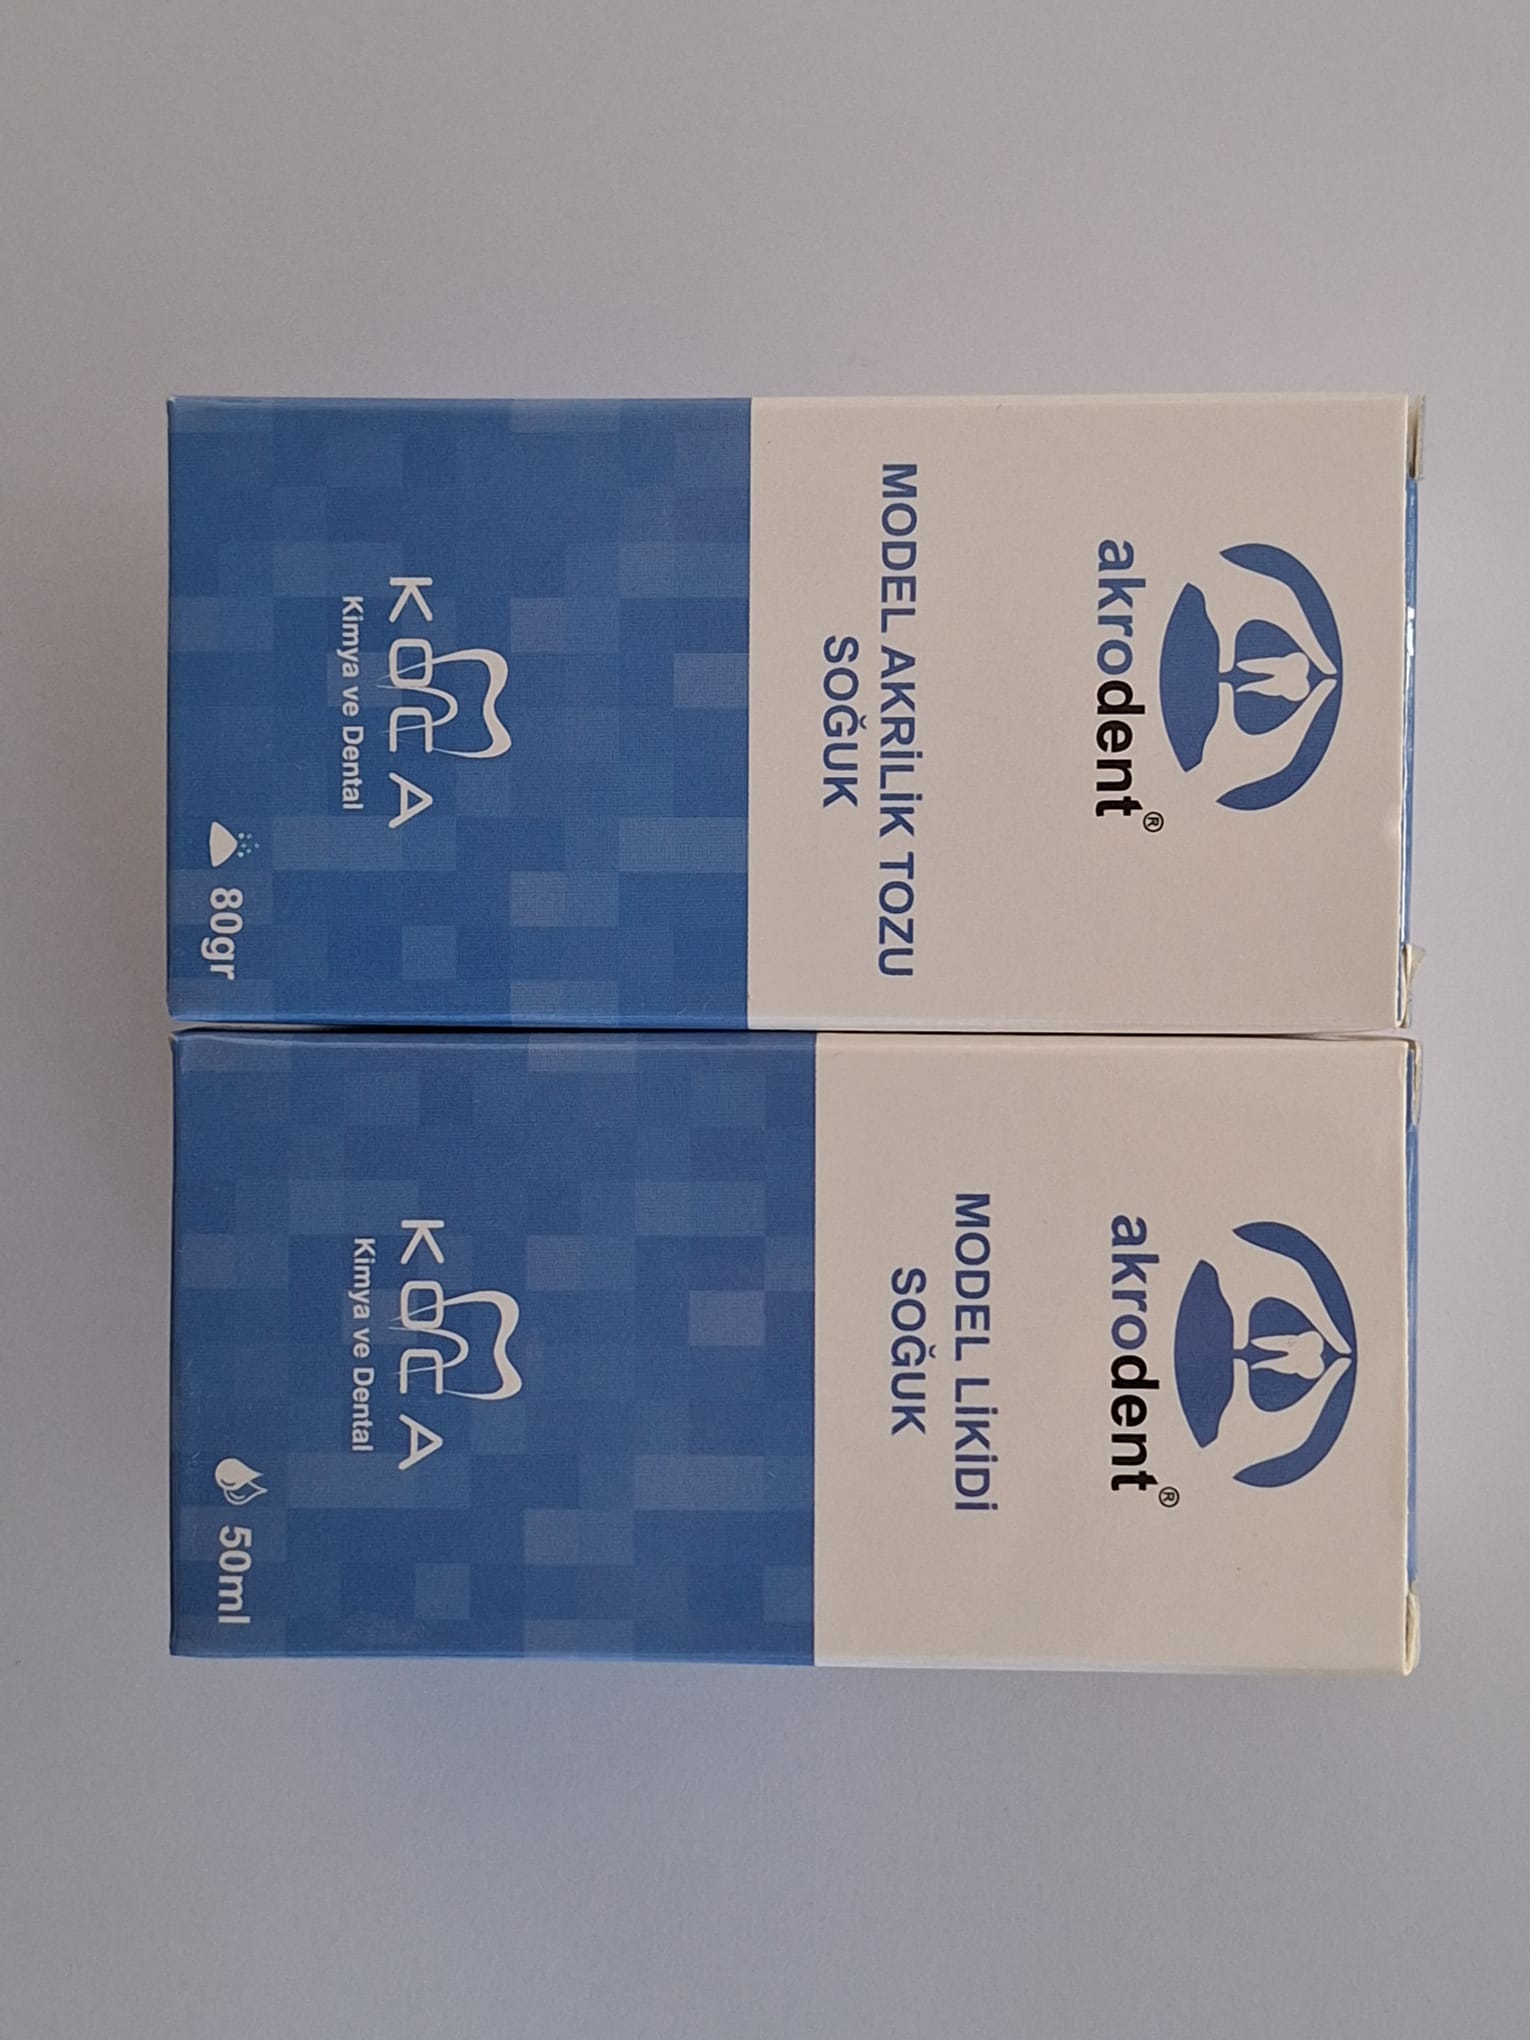 akrodent®
MODEL AKRİLİK TOZU
SOĞUK
KOCA
Kimya ve Dental
80gr
akrodent®
MODEL LİKİDİ
SOĞUK
KOCA
Kimya ve Dental
50ml